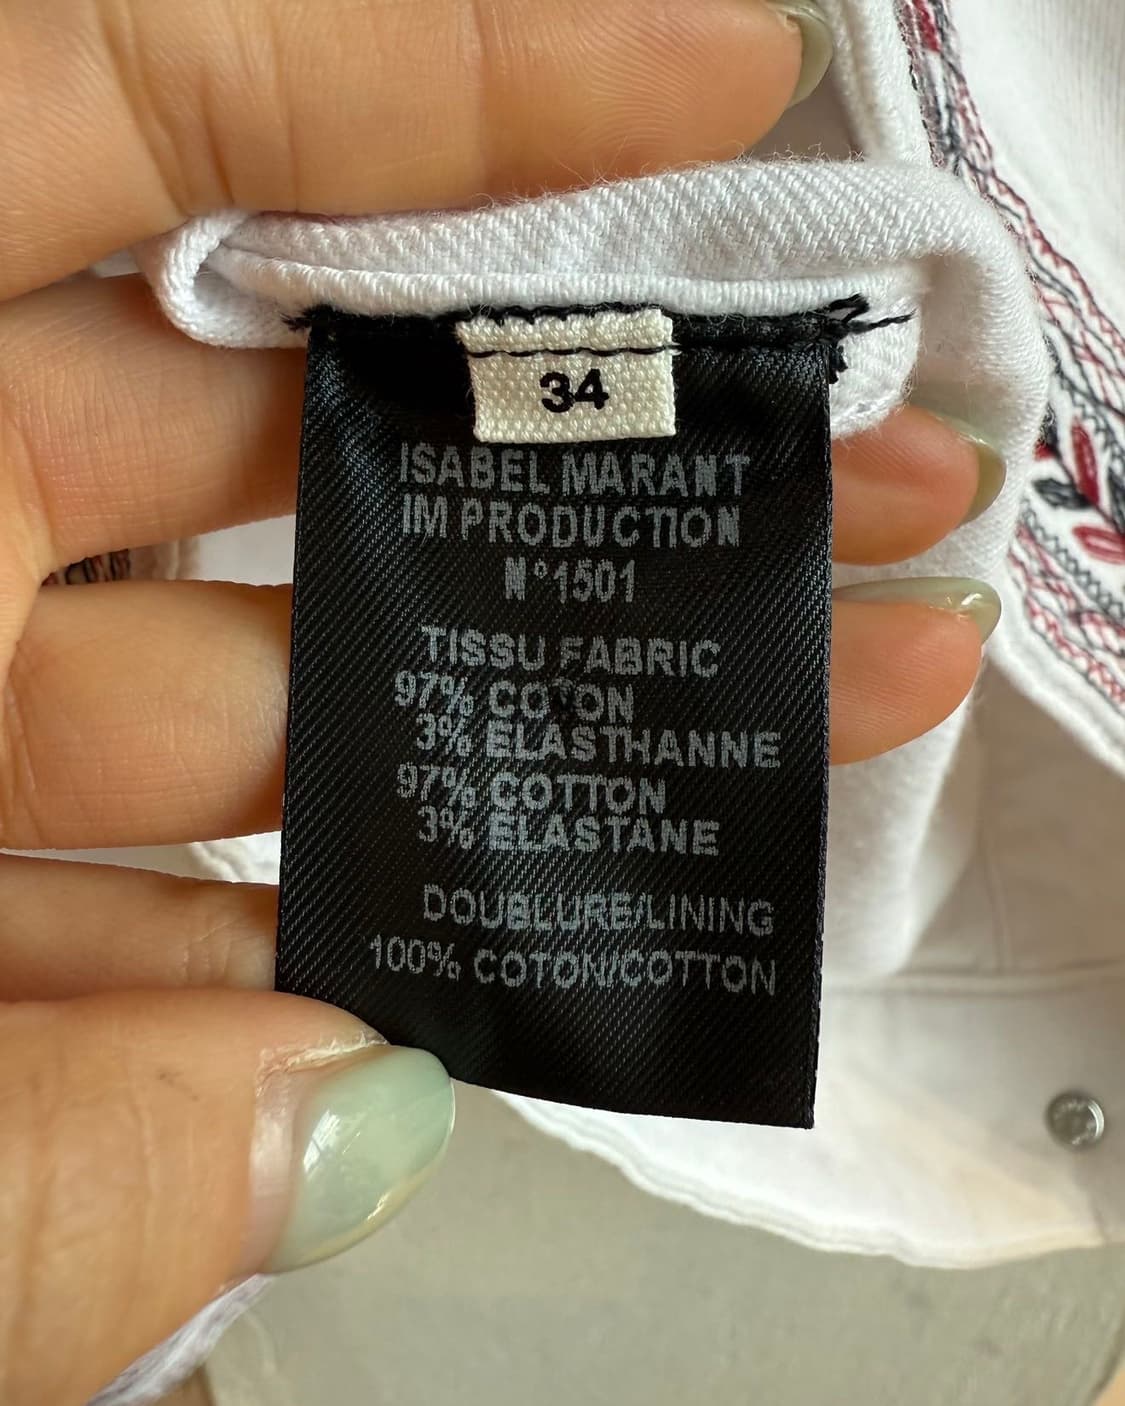 34
ISABEL MARANT
IM PRODUCTION
N°1501
TISSU FABRIC
97% COTON
3% ELASTHANNE
97% COTTON
3% ELASTANE
DOUBLURE/LINING
100% COTON/COTTON